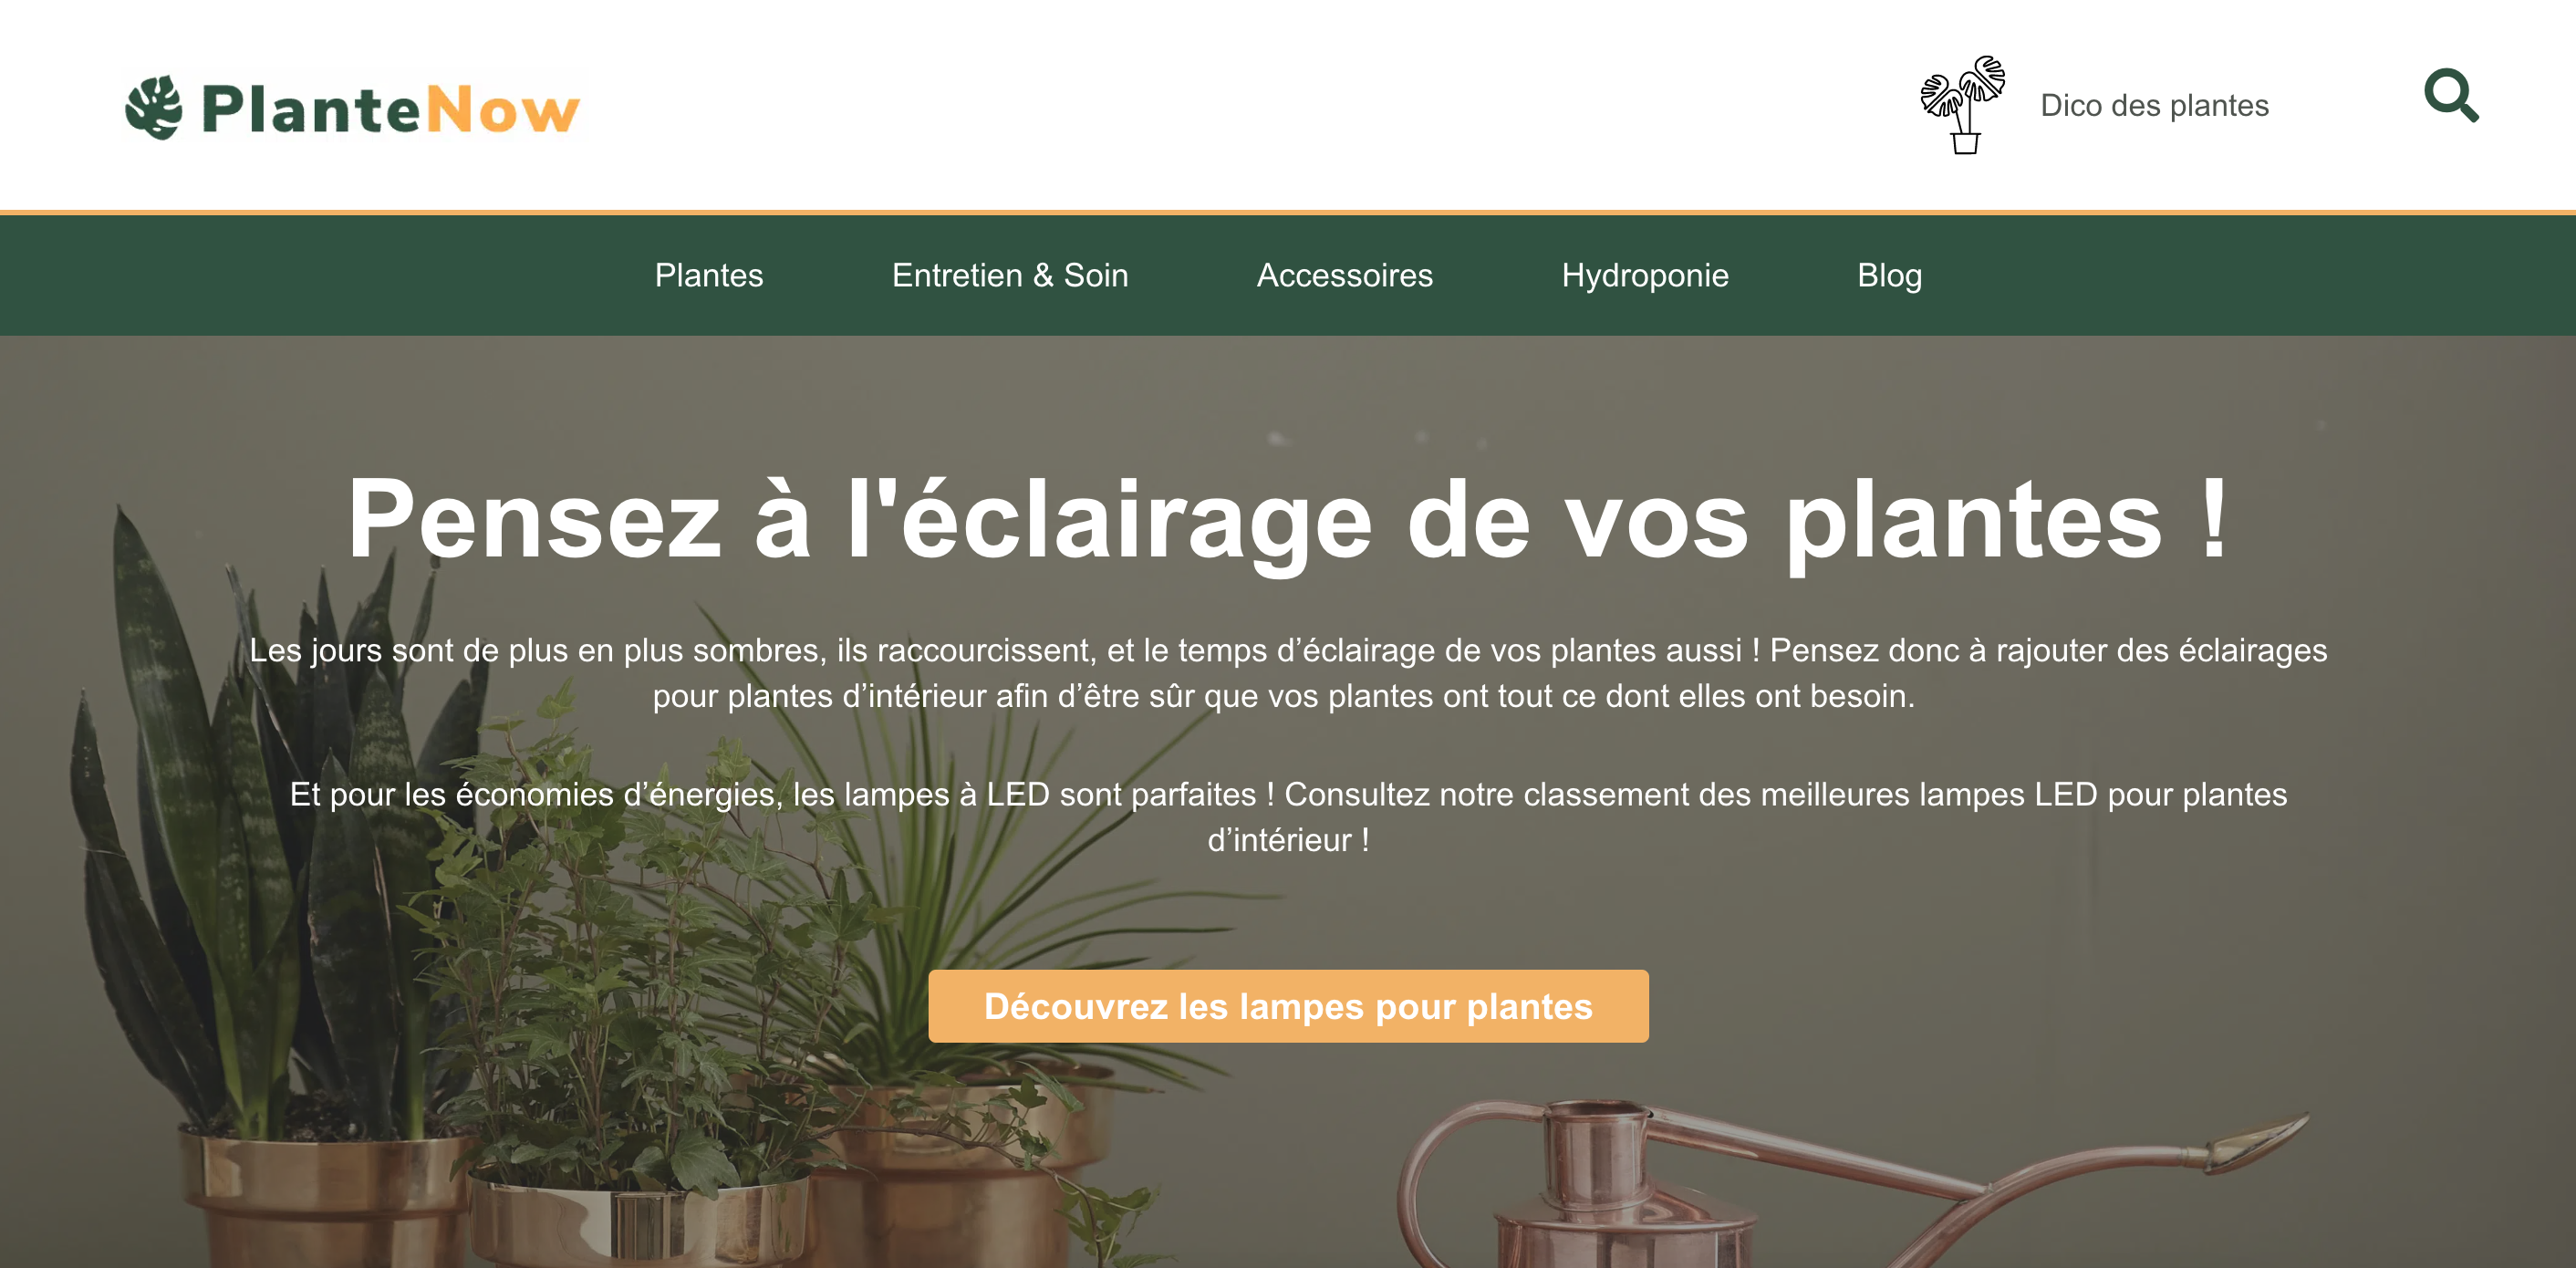 PlanteNow
Dico des plantes
Plantes
Entretien & Soin
Accessoires
Hydroponie
Blog
Pensez à l'éclairage de vos plantes !
Les jours sont de plus en plus sombres, ils raccourcissent, et le temps d’éclairage de vos plantes aussi ! Pensez donc à rajouter des éclairages
pour plantes d’intérieur afin d’être sûr que vos plantes ont tout ce dont elles ont besoin.
Et pour les économies d’énergies, les lampes à LED sont parfaites ! Consultez notre classement des meilleures lampes LED pour plantes
d’intérieur !
Découvrez les lampes pour plantes